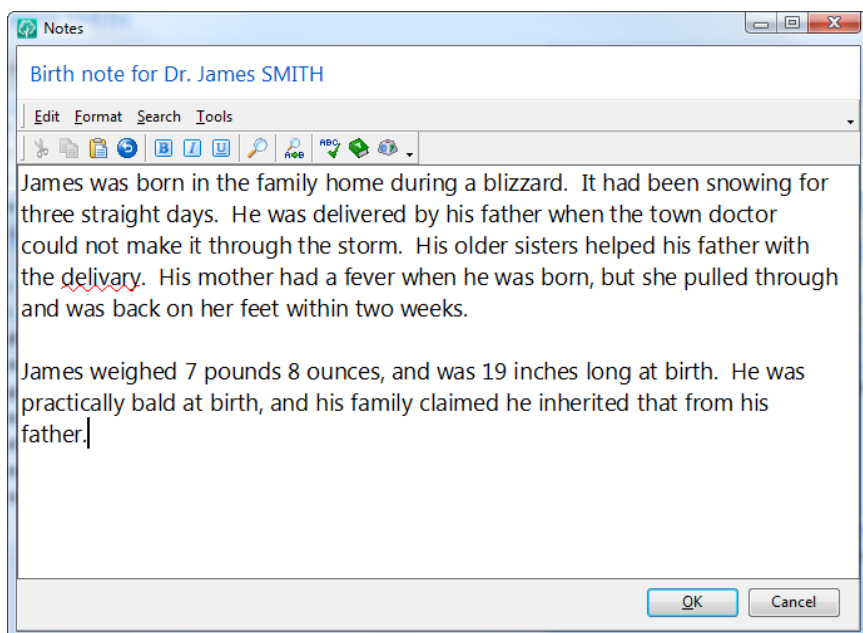 Notes
Birth note for Dr. James SMITH
Edit Format Search Tools
B I U A⇔B ABC
James was born in the family home during a blizzard.  It had been snowing for
three straight days.  He was delivered by his father when the town doctor
could not make it through the storm.  His older sisters helped his father with
the delivary.  His mother had a fever when he was born, but she pulled through
and was back on her feet within two weeks.
James weighed 7 pounds 8 ounces, and was 19 inches long at birth.  He was
practically bald at birth, and his family claimed he inherited that from his
father.
OK Cancel